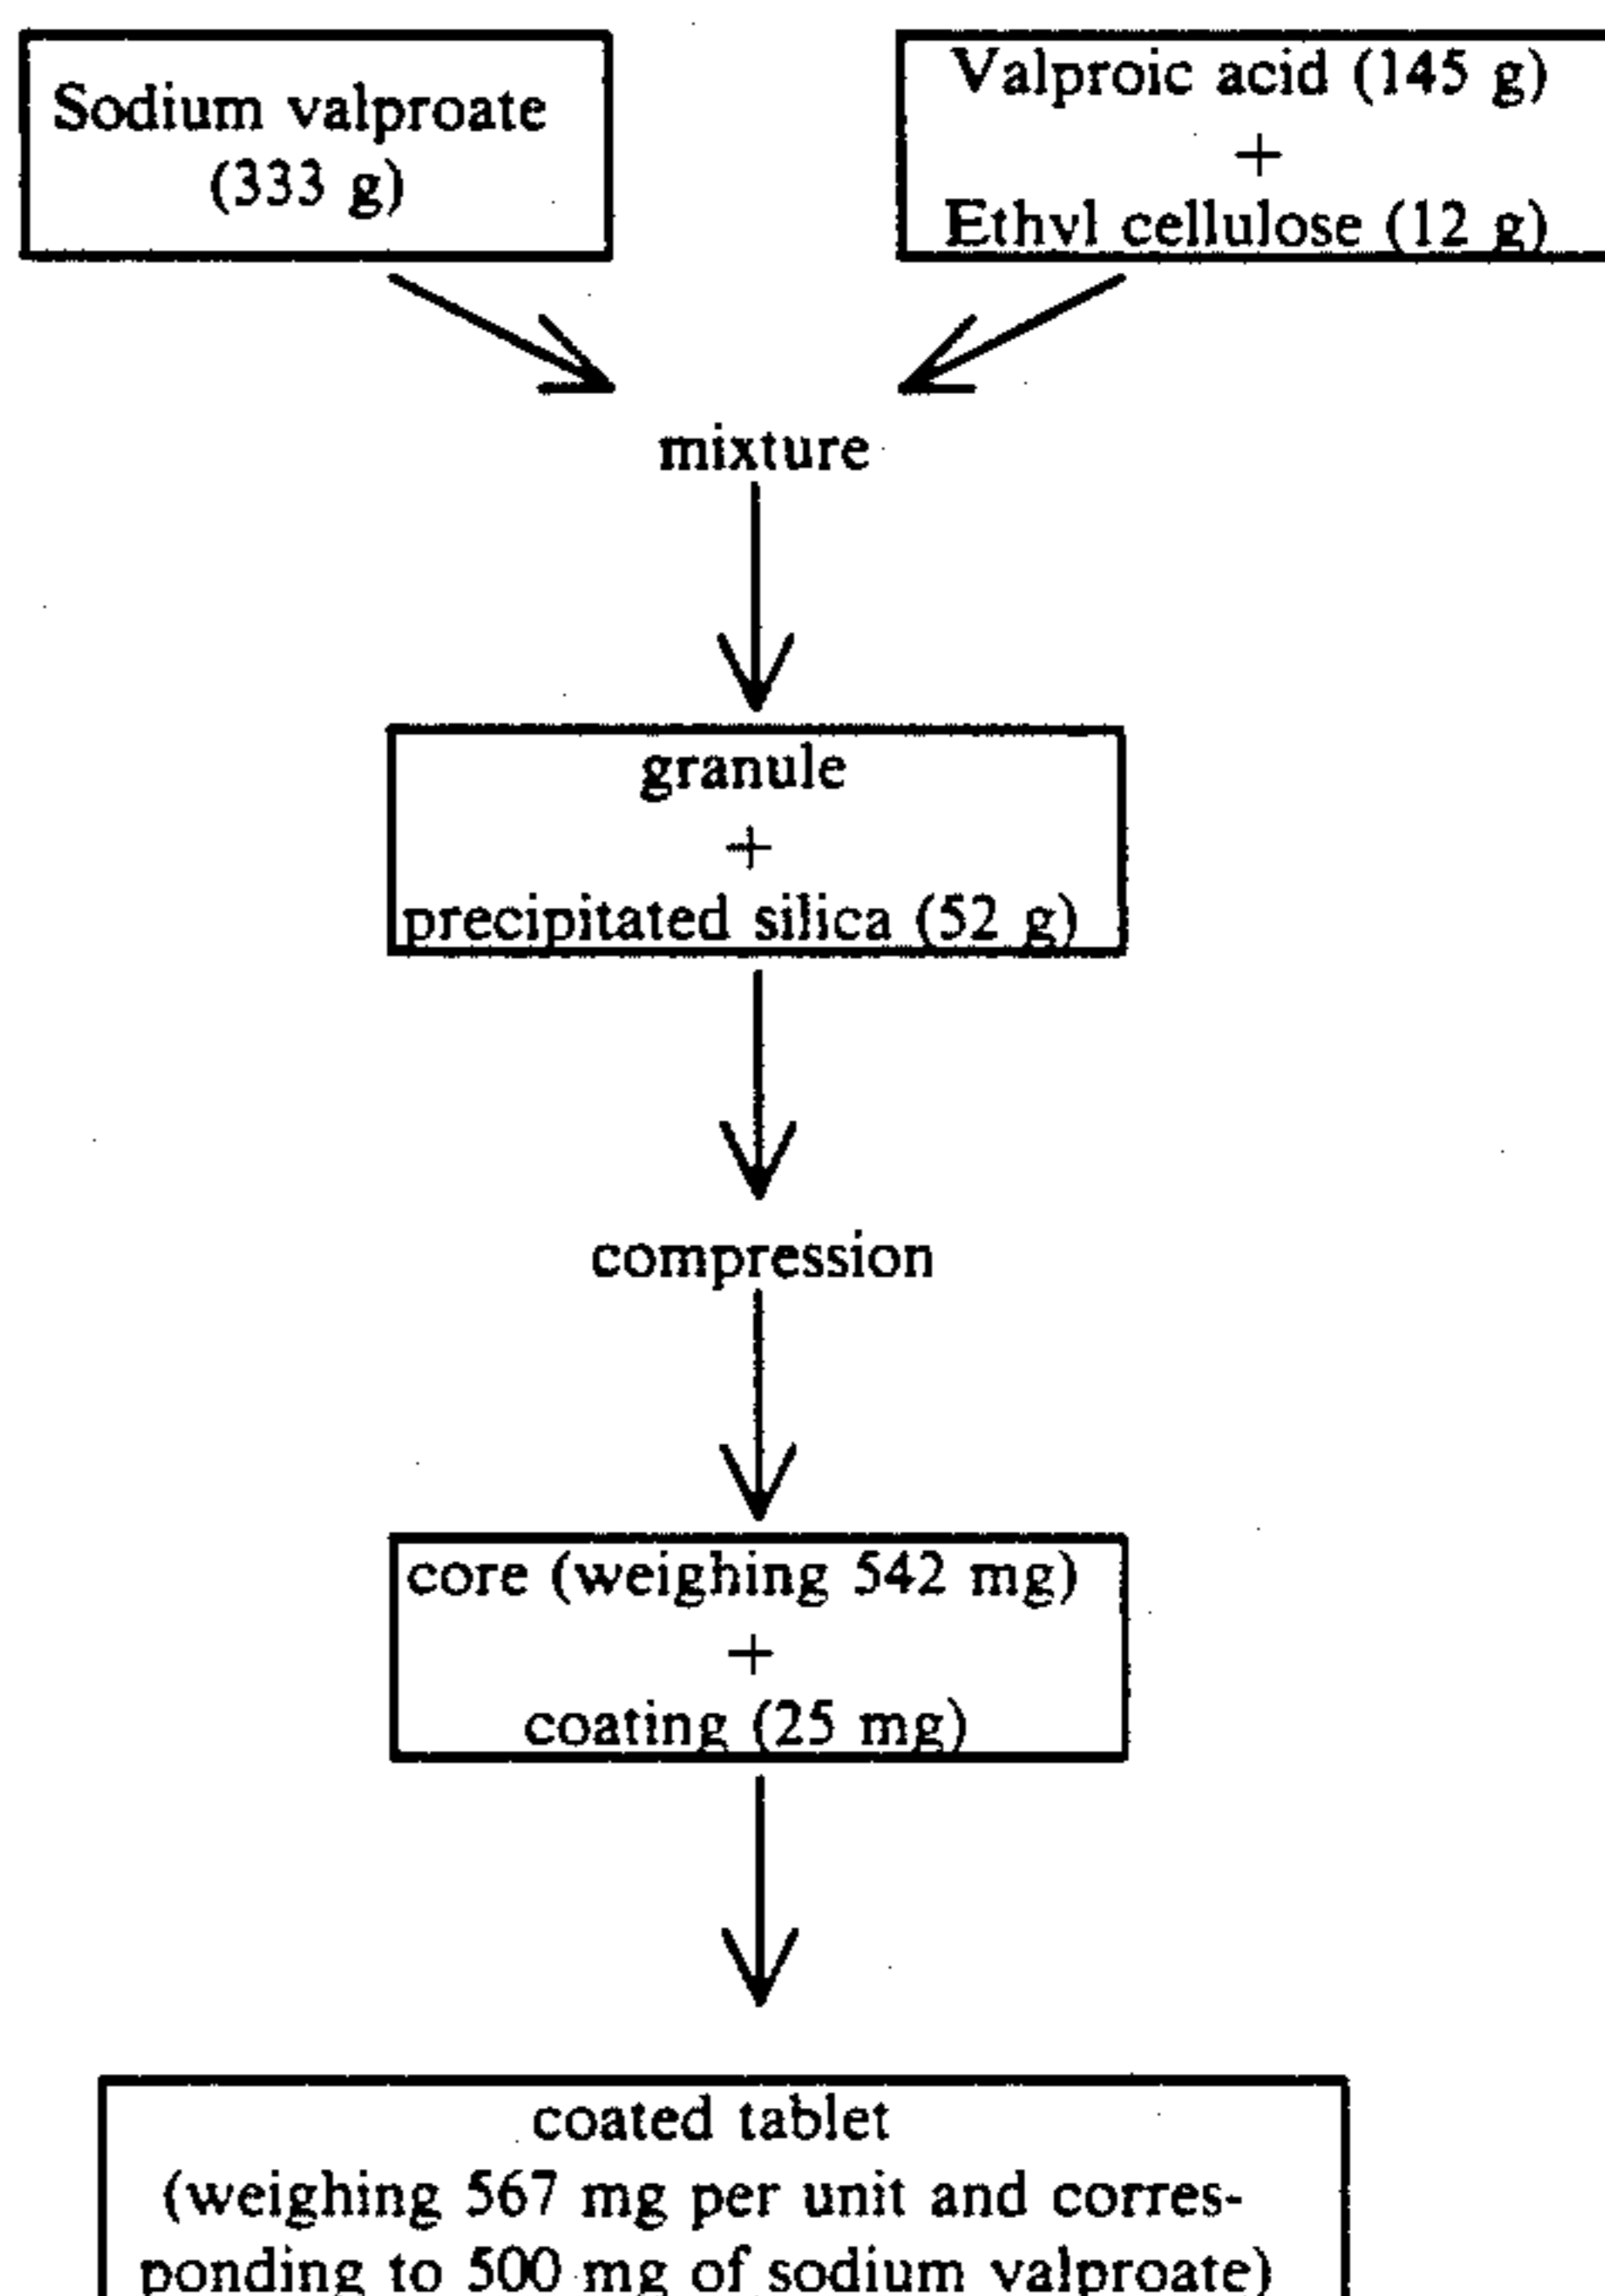 Sodium valproate
(333 g)
Valproic acid (145 g)
+
Ethyl cellulose (12 g)
mixture
granule
+
precipitated silica (52 g)
compression
core (weighing 542 mg)
+
coating (25 mg)
coated tablet
(weighing 567 mg per unit and corres-
ponding to 500 mg of sodium valproate)